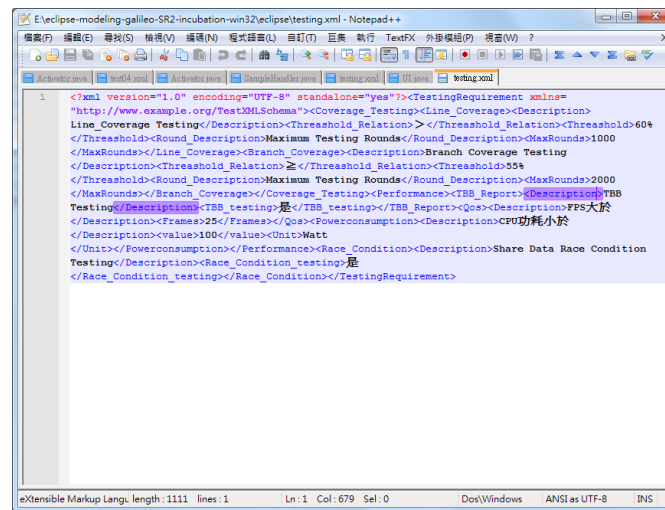 E:\eclipse-modeling-galileo-SR2-incubation-win32\eclipse\testing.xml - Notepad++
檔案(F) 編輯(E) 尋找(S) 檢視(V) 編碼(N) 程式語言(L) 自訂(T) 巨集 執行 TextFX 外掛模組(P) 視窗(W) ? X
Activator.java test04.xml Activator.java SampleHandler.java testing.xml UI.java testing.xml
1 <?xml version="1.0" encoding="UTF-8" standalone="yes"?><TestingRequirement xmlns=
"http://www.example.org/TestXMLSchema"><Coverage_Testing><Line_Coverage><Description>
Line_Coverage Testing</Description><Threashold_Relation>＞</Threashold_Relation><Threashold>60%
</Threashold><Round_Description>Maximum Testing Rounds</Round_Description><MaxRounds>1000
</MaxRounds></Line_Coverage><Branch_Coverage><Description>Branch Coverage Testing
</Description><Threashold_Relation>≧</Threashold_Relation><Threashold>55%
</Threashold><Round_Description>Maximum Testing Rounds</Round_Description><MaxRounds>2000
</MaxRounds></Branch_Coverage></Coverage_Testing><Performance><TBB_Report><Description>TBB
Testing</Description><TBB_testing>是</TBB_testing></TBB_Report><Qos><Description>FPS大於
</Description><Frames>25</Frames></Qos><Powerconsumption><Description>CPU功耗小於
</Description><value>100</value><Unit>Watt
</Unit></Powerconsumption></Performance><Race_Condition><Description>Share Data Race Condition
Testing</Description><Race_Condition_testing>是
</Race_Condition_testing></Race_Condition></TestingRequirement>
eXtensible Markup Langu length : 1111 lines : 1 Ln : 1 Col : 679 Sel : 0 Dos\Windows ANSI as UTF-8 INS